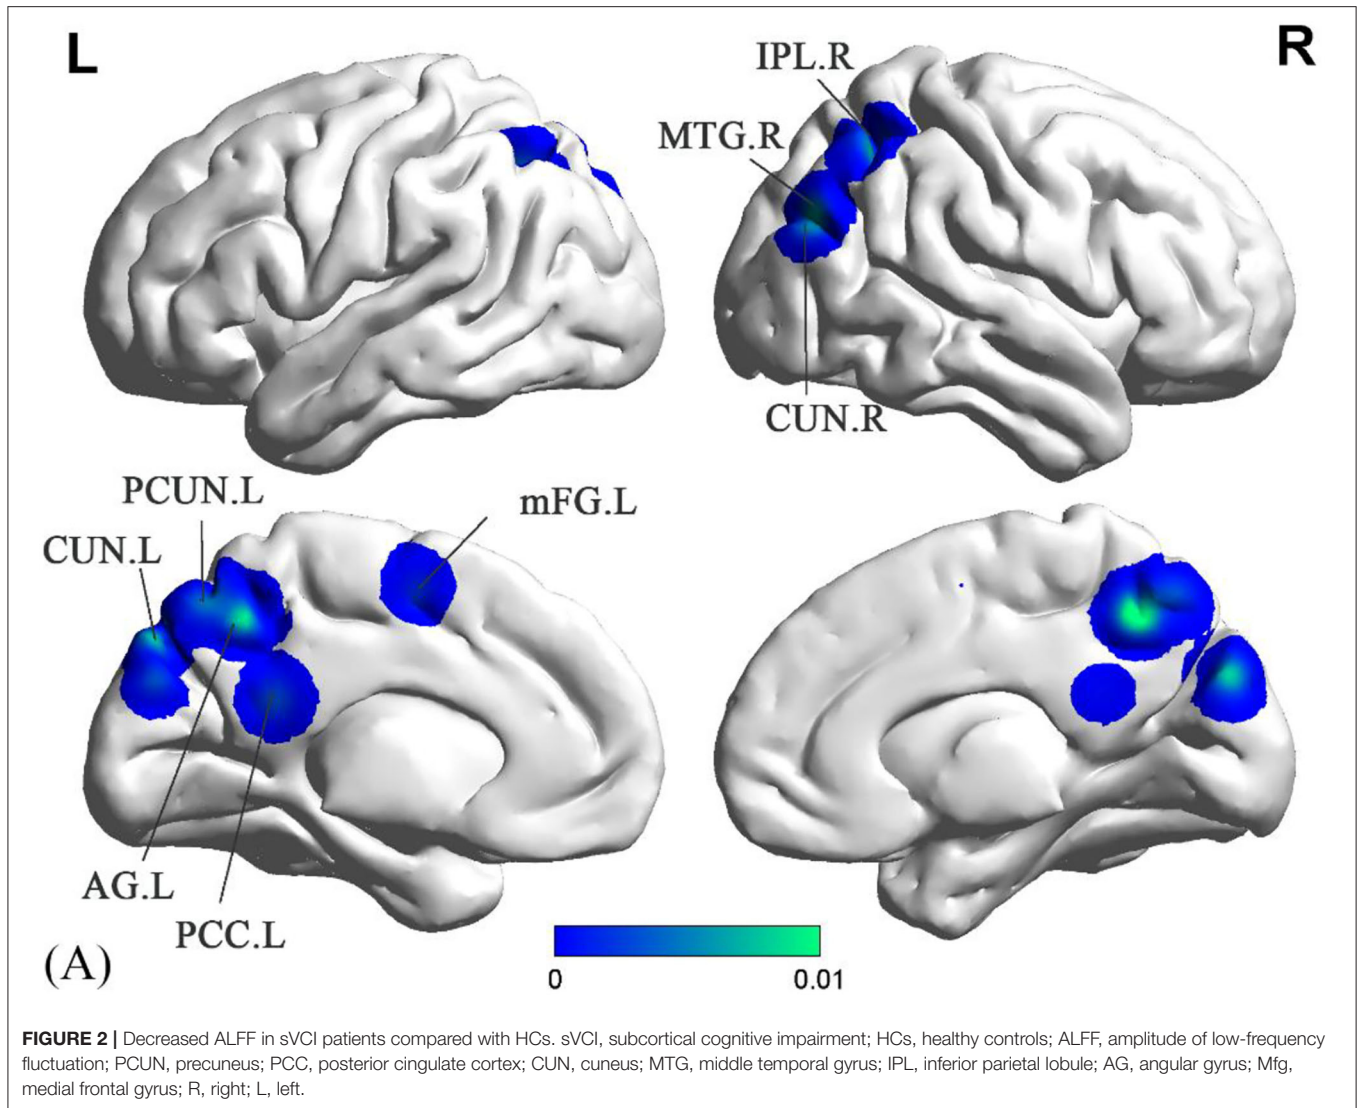 L
R
IPL.R
MTG.R
CUN.R
PCUN.L
mFG.L
CUN.L
AG.L
PCC.L
(A)
0
0.01
FIGURE 2 | Decreased ALFF in sVCI patients compared with HCs. sVCI, subcortical cognitive impairment; HCs, healthy controls; ALFF, amplitude of low-frequency
fluctuation; PCUN, precuneus; PCC, posterior cingulate cortex; CUN, cuneus; MTG, middle temporal gyrus; IPL, inferior parietal lobule; AG, angular gyrus; Mfg,
medial frontal gyrus; R, right; L, left.